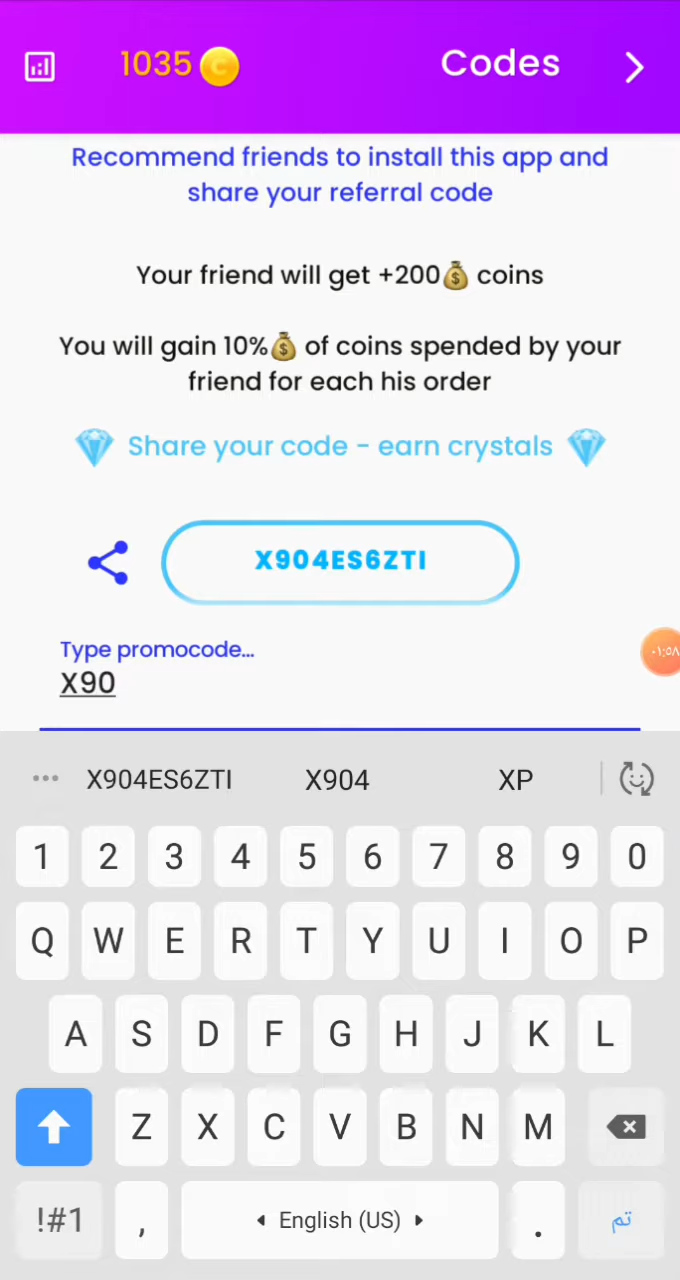 1035 Codes
Recommend friends to install this app and
share your referral code
Your friend will get +200💰 coins
You will gain 10%💰 of coins spended by your
friend for each his order
💎 Share your code - earn crystals 💎
X904ES6ZTI
Type promocode...
٠١:٥٨
X90
... X904ES6ZTI X904 XP
1 2 3 4 5 6 7 8 9 0
Q W E R T Y U I O P
A S D F G H J K L
Z X C V B N M
!#1 , English (US) . تم